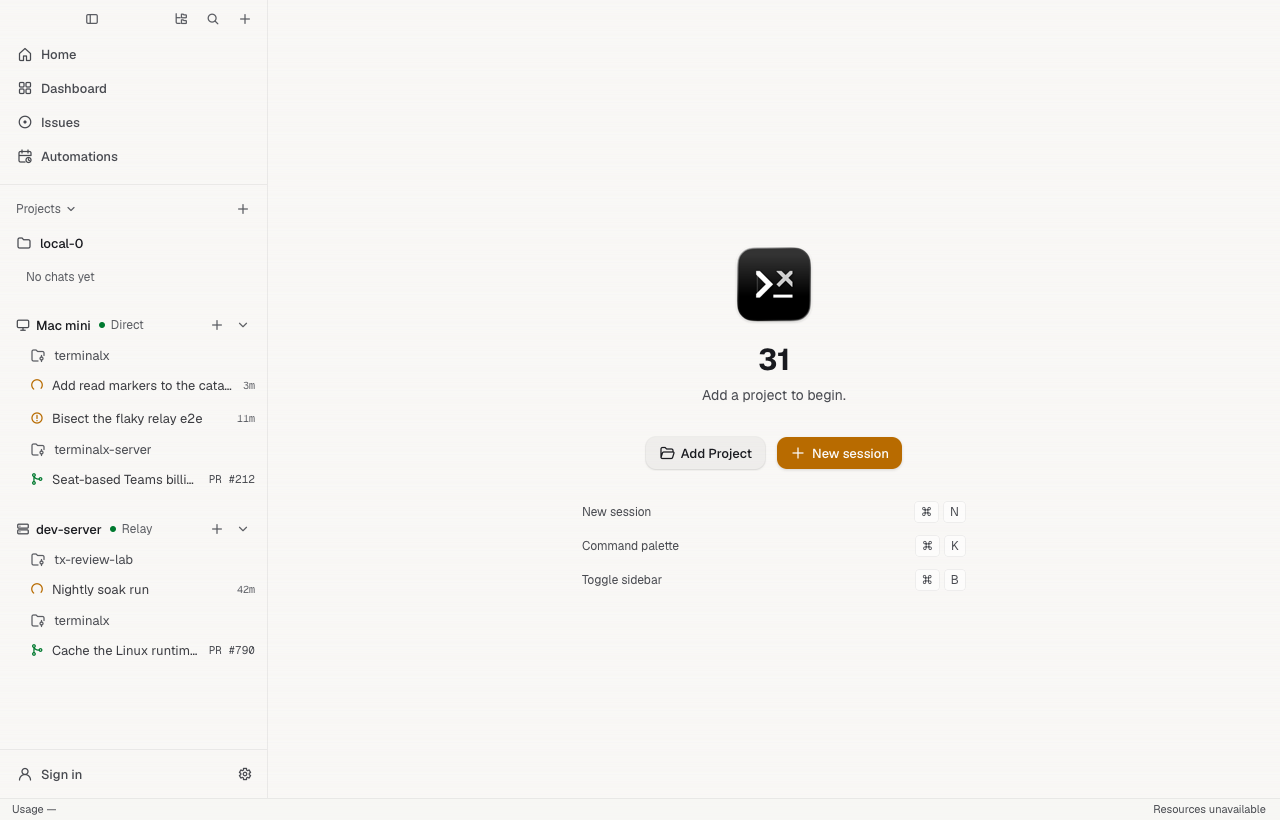 Home
Dashboard
Issues
Automations
Projects
local-0
No chats yet
Mac mini Direct
terminalx
Add read markers to the cata… 3m
Bisect the flaky relay e2e 11m
terminalx-server
Seat-based Teams billi… PR #212
dev-server Relay
tx-review-lab
Nightly soak run 42m
terminalx
Cache the Linux runtim… PR #790
Sign in
Usage —
31
Add a project to begin.
Add Project New session
New session ⌘ N
Command palette ⌘ K
Toggle sidebar ⌘ B
Resources unavailable